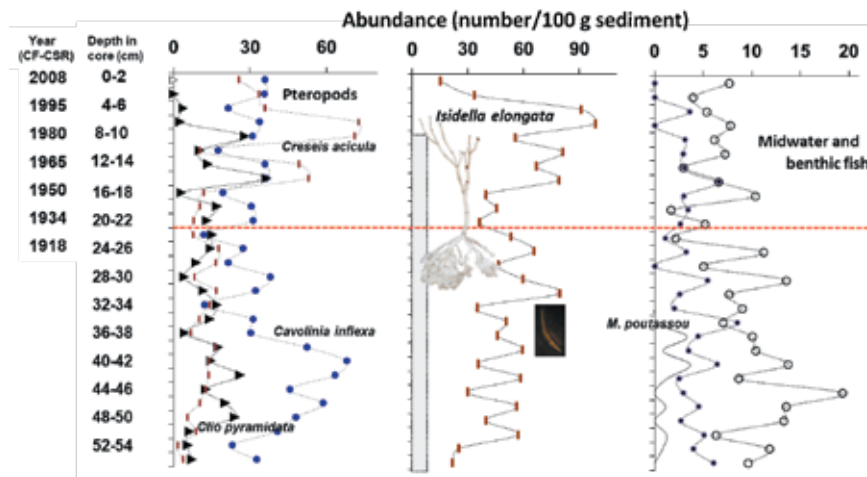 Abundance (number/100 g sediment)
Year Depth in
(CF-CSR) core (cm)
0 30 60
0 30 60 90
0 5 10 15 20
2008 0-2
1995 4-6
1980 8-10
1965 12-14
1950 16-18
1934 20-22
1918 24-26
28-30
32-34
36-38
40-42
44-46
48-50
52-54
Pteropods
Creseis acicula
Cavolinia inflexa
Clio pyramidata
Isidella elongata
Midwater and
benthic fish
M. poutassou